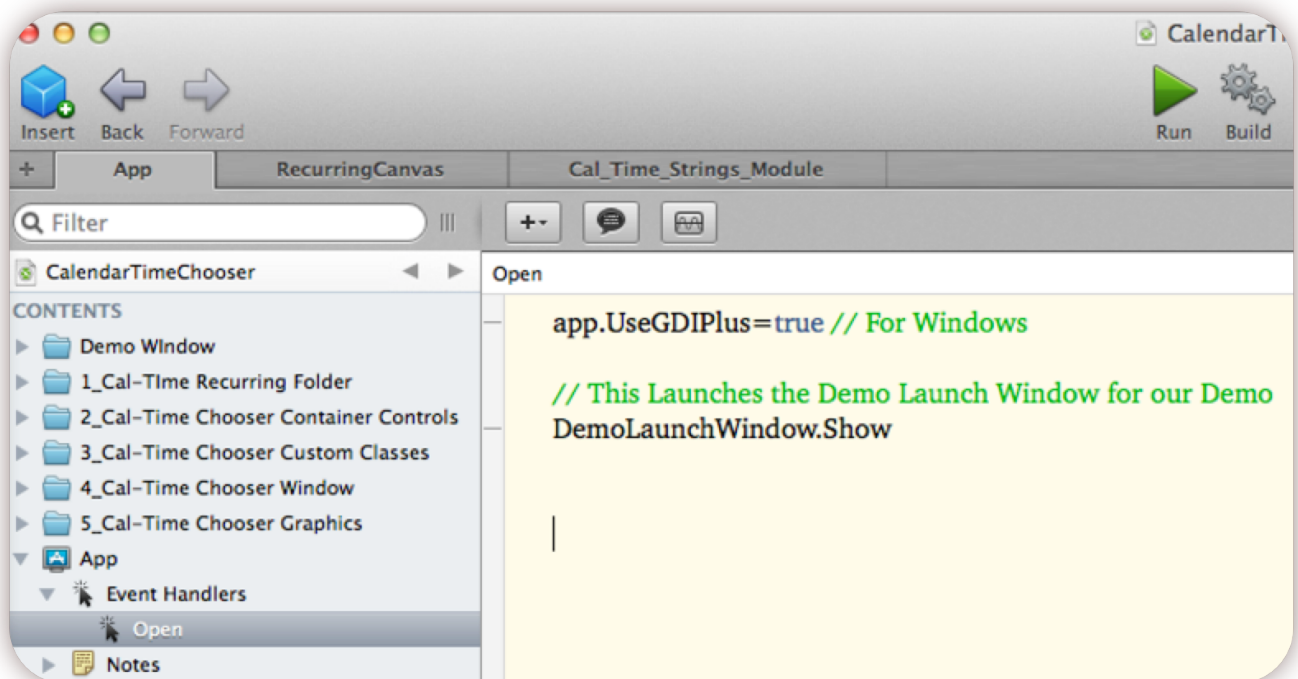 CalendarTi
Insert Back Forward Run Build
+ App RecurringCanvas Cal_Time_Strings_Module
Filter
CalendarTimeChooser
Open
CONTENTS
Demo WIndow
1_Cal-TIme Recurring Folder
2_Cal-Time Chooser Container Controls
3_Cal-Time Chooser Custom Classes
4_Cal-Time Chooser Window
5_Cal-Time Chooser Graphics
App
Event Handlers
Open
Notes
app.UseGDIPlus=true // For Windows
// This Launches the Demo Launch Window for our Demo
DemoLaunchWindow.Show